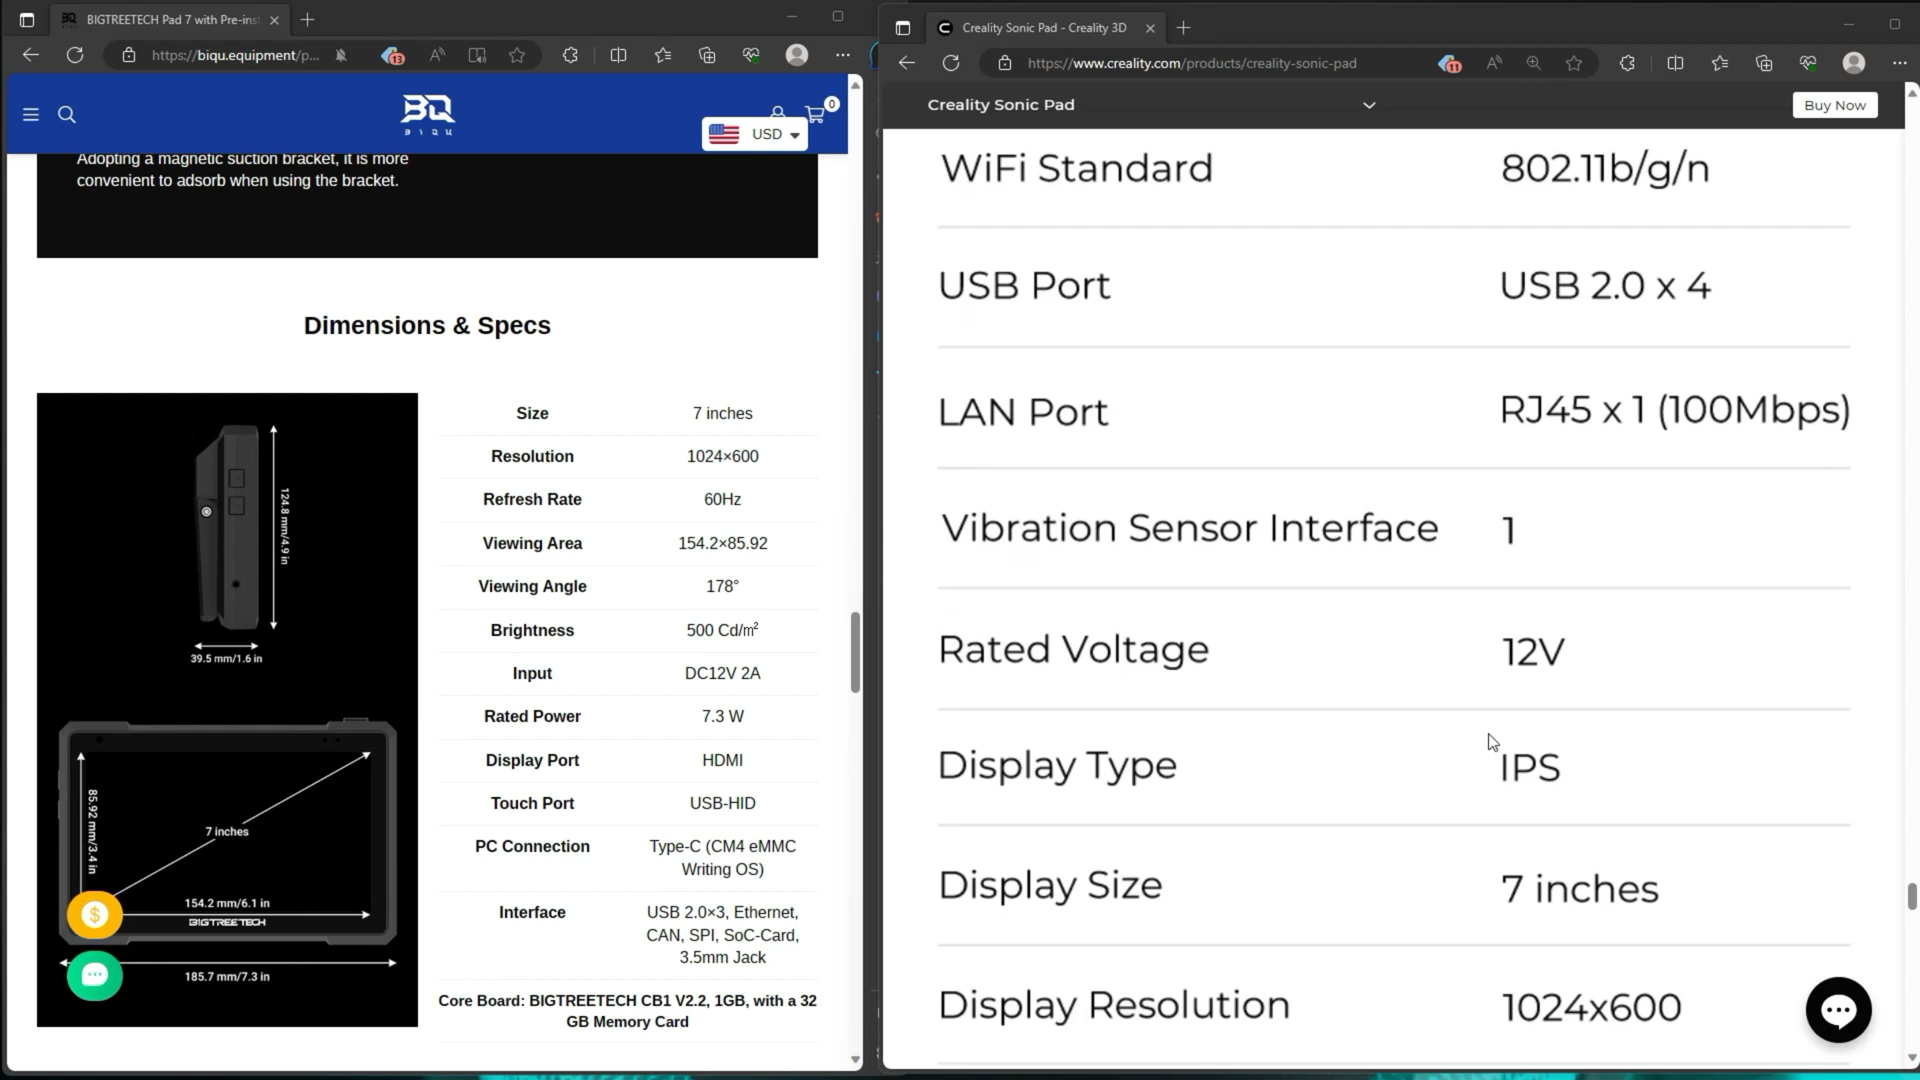 BIGTREETECH Pad 7 with Pre-inst
https://biqu.equipment/p...
13
BQ
BIQU
0
USD
Adopting a magnetic suction bracket, it is more
convenient to adsorb when using the bracket.
Dimensions & Specs
124.8 mm/4.9 in
39.5 mm/1.6 in
85.92 mm/3.4 in
7 inches
154.2 mm/6.1 in
BIGTREETECH
185.7 mm/7.3 in
$
Size 7 inches
Resolution 1024×600
Refresh Rate 60Hz
Viewing Area 154.2×85.92
Viewing Angle 178°
Brightness 500 Cd/m²
Input DC12V 2A
Rated Power 7.3 W
Display Port HDMI
Touch Port USB-HID
PC Connection Type-C (CM4 eMMC
Writing OS)
Interface USB 2.0×3, Ethernet,
CAN, SPI, SoC-Card,
3.5mm Jack
Core Board: BIGTREETECH CB1 V2.2, 1GB, with a 32
GB Memory Card
Creality Sonic Pad - Creality 3D
https://www.creality.com/products/creality-sonic-pad
11
Creality Sonic Pad
Buy Now
WiFi Standard 802.11b/g/n
USB Port USB 2.0 x 4
LAN Port RJ45 x 1 (100Mbps)
Vibration Sensor Interface 1
Rated Voltage 12V
Display Type IPS
Display Size 7 inches
Display Resolution 1024x600